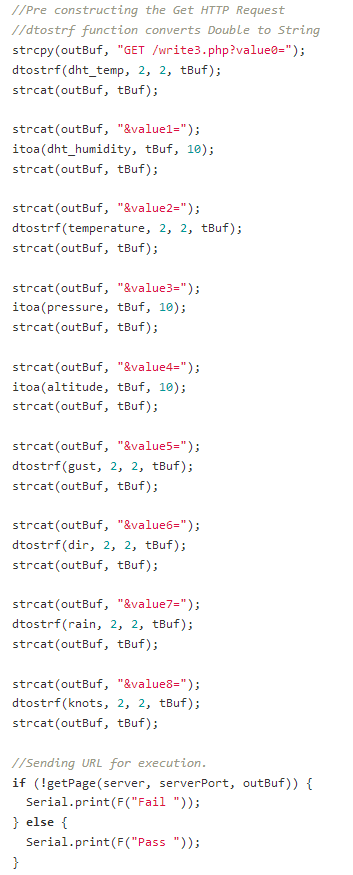 //Pre constructing the Get HTTP Request
//dtostrf function converts Double to String
strcpy(outBuf, "GET /write3.php?value0=");
dtostrf(dht_temp, 2, 2, tBuf);
strcat(outBuf, tBuf);

strcat(outBuf, "&value1=");
itoa(dht_humidity, tBuf, 10);
strcat(outBuf, tBuf);

strcat(outBuf, "&value2=");
dtostrf(temperature, 2, 2, tBuf);
strcat(outBuf, tBuf);

strcat(outBuf, "&value3=");
itoa(pressure, tBuf, 10);
strcat(outBuf, tBuf);

strcat(outBuf, "&value4=");
itoa(altitude, tBuf, 10);
strcat(outBuf, tBuf);

strcat(outBuf, "&value5=");
dtostrf(gust, 2, 2, tBuf);
strcat(outBuf, tBuf);

strcat(outBuf, "&value6=");
dtostrf(dir, 2, 2, tBuf);
strcat(outBuf, tBuf);

strcat(outBuf, "&value7=");
dtostrf(rain, 2, 2, tBuf);
strcat(outBuf, tBuf);

strcat(outBuf, "&value8=");
dtostrf(knots, 2, 2, tBuf);
strcat(outBuf, tBuf);

//Sending URL for execution.
if (!getPage(server, serverPort, outBuf)) {
  Serial.print(F("Fail "));
} else {
  Serial.print(F("Pass "));
}